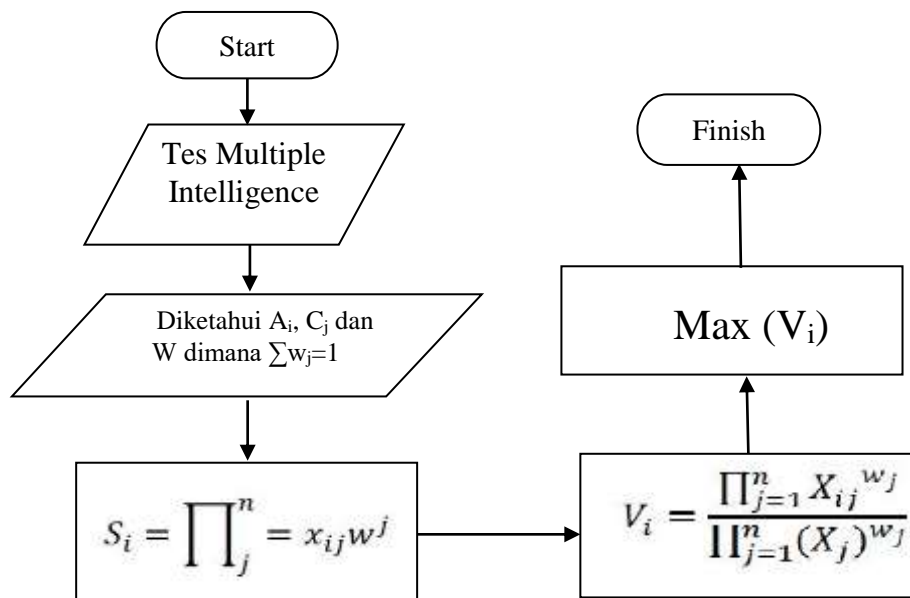 Start
Tes Multiple
Intelligence
Diketahui Aᵢ, Cⱼ dan
W dimana ∑wⱼ=1
Sᵢ = ∏ⱼⁿ = xᵢⱼwʲ
Vᵢ = ∏ⱼ₌₁ⁿ Xᵢⱼ^wⱼ / ∏ⱼ₌₁ⁿ(Xⱼ)^wⱼ
Max (Vᵢ)
Finish